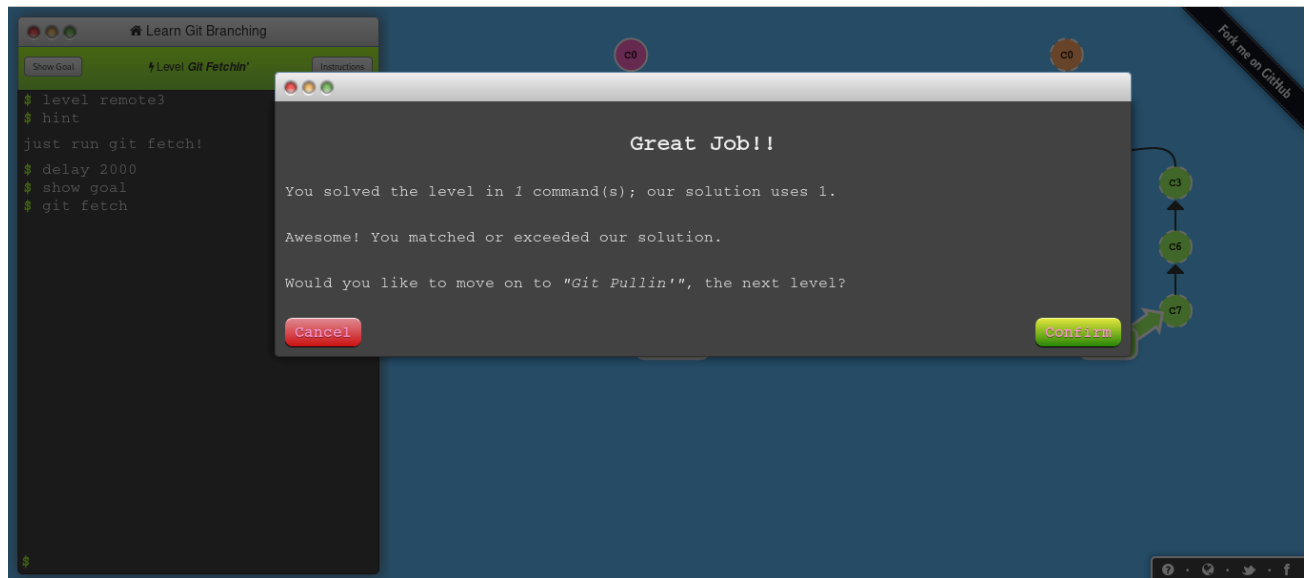 Learn Git Branching
Show Goal
Level Git Fetchin'
Instructions
$ level remote3
$ hint
just run git fetch!
$ delay 2000
$ show goal
$ git fetch
$
C0
C0
Fork me on GitHub
Great Job!!
You solved the level in 1 command(s); our solution uses 1.
Awesome! You matched or exceeded our solution.
Would you like to move on to "Git Pullin'", the next level?
Cancel
Confirm
C3
C6
C7